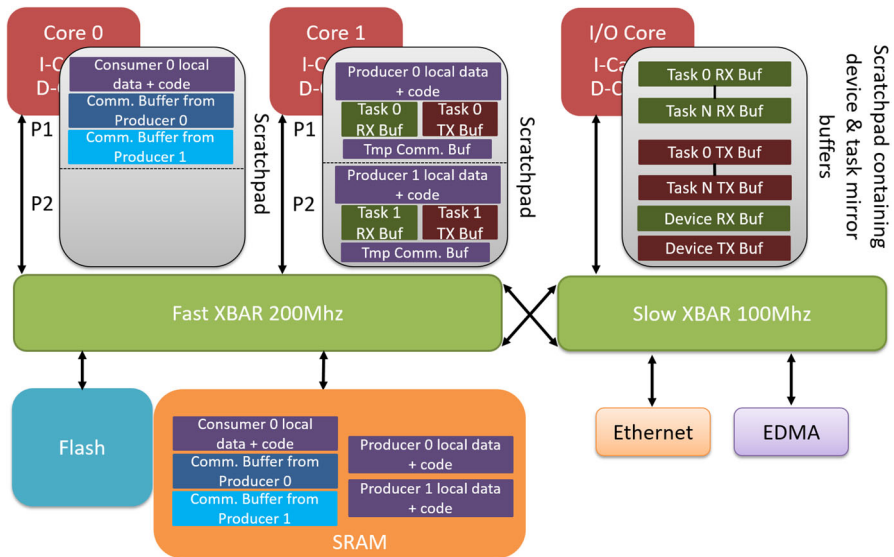 Core 0
I-C
D-
Consumer 0 local
data + code
Comm. Buffer from
Producer 0
Comm. Buffer from
Producer 1
P1
P2
Scratchpad
Core 1
I-C
D-
Producer 0 local data
+ code
Task 0
RX Buf
Task 0
TX Buf
Tmp Comm. Buf
Producer 1 local data
+ code
Task 1
RX Buf
Task 1
TX Buf
Tmp Comm. Buf
P1
P2
Scratchpad
I/O Core
I-Ca
D-C
Task 0 RX Buf
Task N RX Buf
Task 0 TX Buf
Task N TX Buf
Device RX Buf
Device TX Buf
Scratchpad containing
device & task mirror
buffers
Fast XBAR 200Mhz
Slow XBAR 100Mhz
Flash
Consumer 0 local
data + code
Comm. Buffer from
Producer 0
Comm. Buffer from
Producer 1
Producer 0 local data
+ code
Producer 1 local data
+ code
SRAM
Ethernet
EDMA